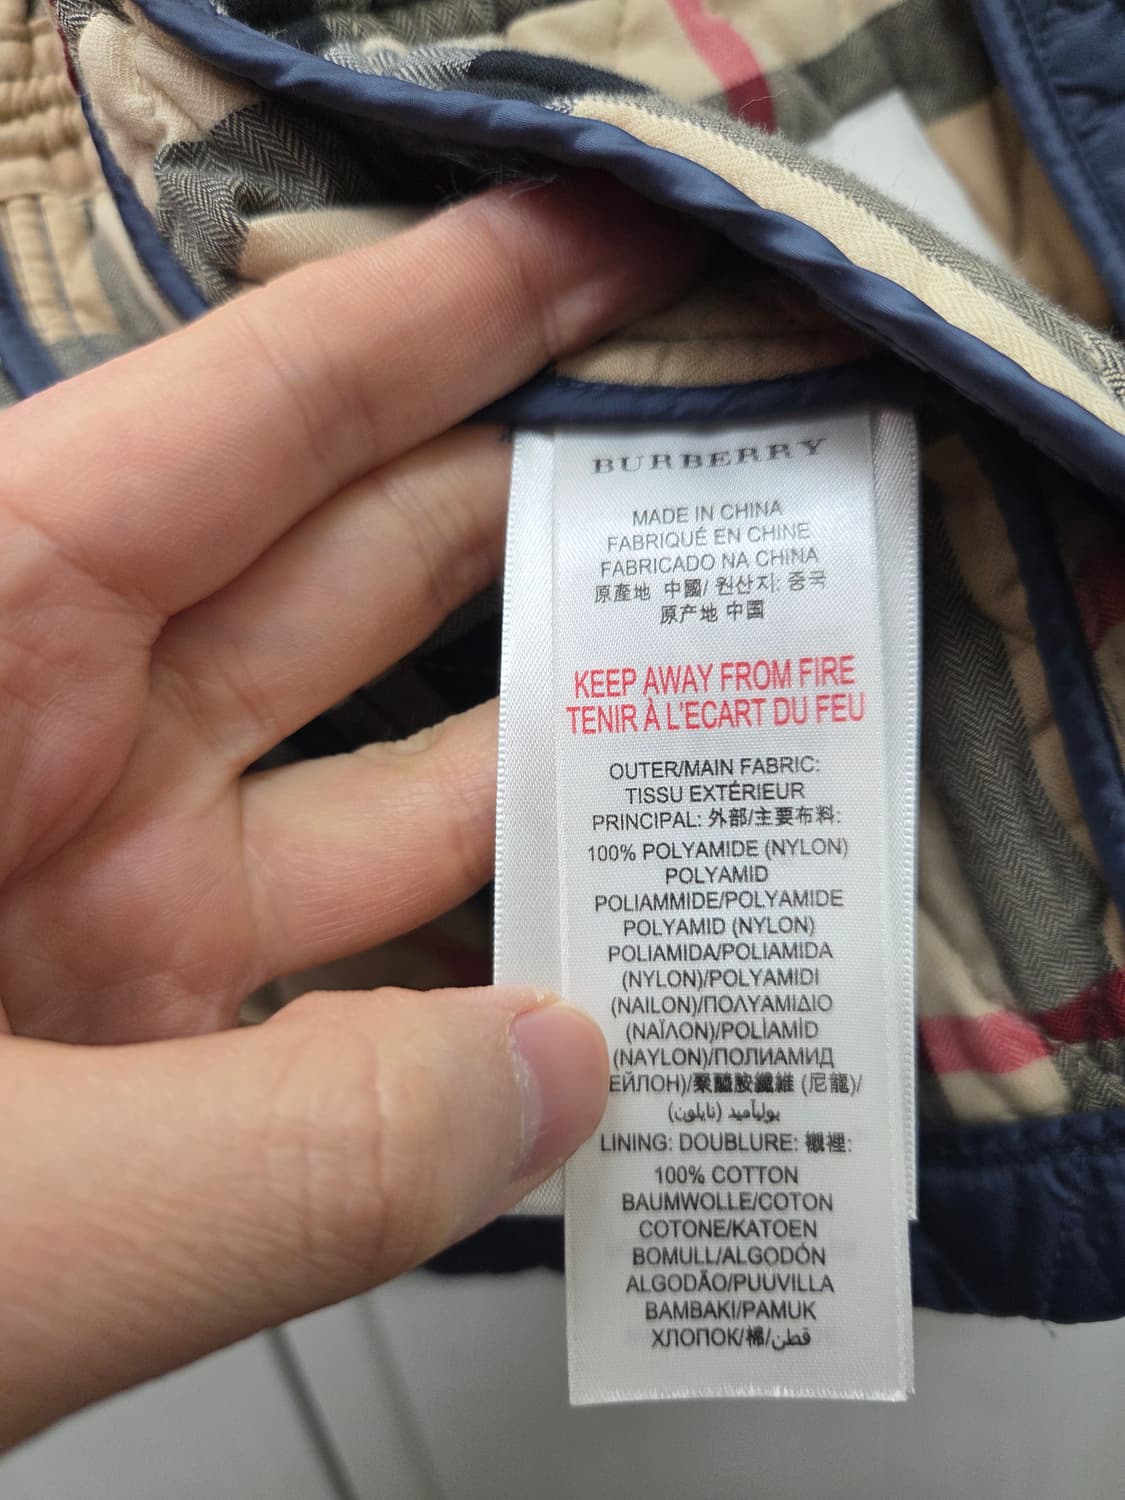 BURBERRY
MADE IN CHINA
FABRIQUÉ EN CHINE
FABRICADO NA CHINA
原產地 中國/ 원산지: 중국
原产地 中国
KEEP AWAY FROM FIRE
TENIR À L'ECART DU FEU
OUTER/MAIN FABRIC:
TISSU EXTÉRIEUR
PRINCIPAL: 外部/主要布料:
100% POLYAMIDE (NYLON)
POLYAMID
POLIAMMIDE/POLYAMIDE
POLYAMID (NYLON)
POLIAMIDA/POLIAMIDA
(NYLON)/POLYAMIDI
(NAILON)/ΠΟΛΥΑΜΙΔΙΟ
(ΝΑΪΛΟΝ)/POLİAMİD
(NAYLON)/ПОЛИАМИД
ЕЙЛОН)/聚醯胺纖維 (尼龍)/
بولیآمید (نایلون)
LINING: DOUBLURE: 襯裡:
100% COTTON
BAUMWOLLE/COTON
COTONE/KATOEN
BOMULL/ALGODÓN
ALGODÃO/PUUVILLA
BAMBAKI/PAMUK
ХЛОПОК/棉/قطن